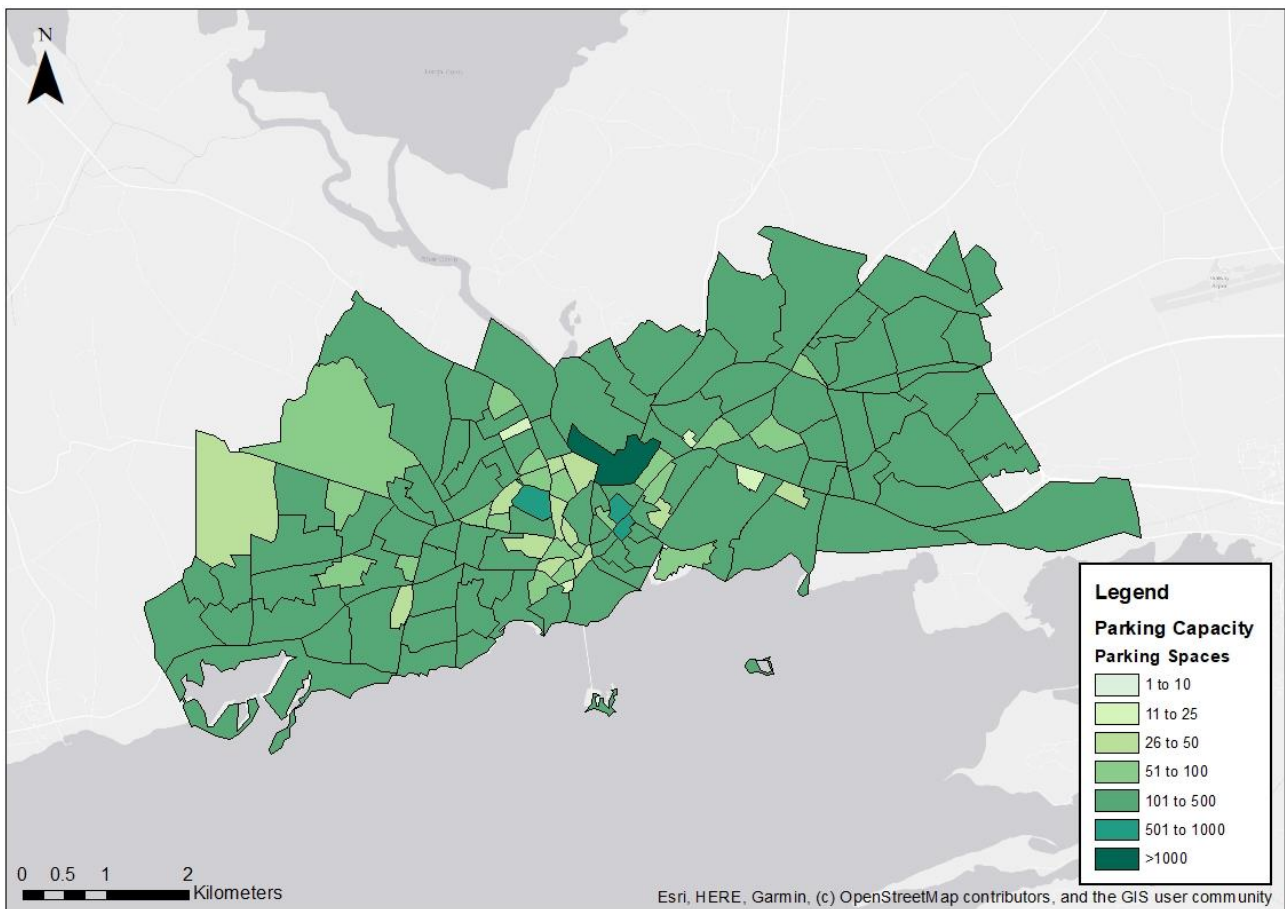 N
Legend
Parking Capacity
Parking Spaces
1 to 10
11 to 25
26 to 50
51 to 100
101 to 500
501 to 1000
>1000
0 0.5 1 2
Kilometers
Esri, HERE, Garmin, (c) OpenStreetMap contributors, and the GIS user community